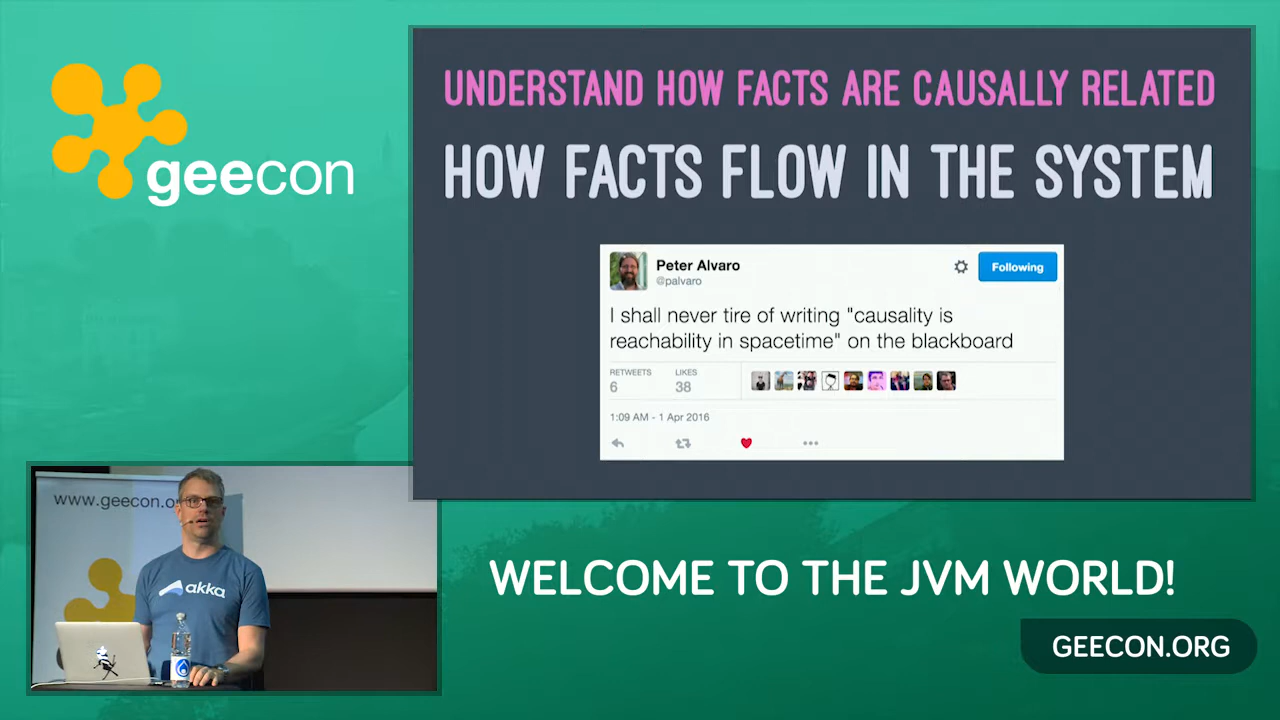 geecon
UNDERSTAND HOW FACTS ARE CAUSALLY RELATED
HOW FACTS FLOW IN THE SYSTEM
Peter Alvaro
@palvaro
Following
I shall never tire of writing "causality is
reachability in spacetime" on the blackboard
RETWEETS
LIKES
6
38
1:09 AM - 1 Apr 2016
www.geecon.o
akka
WELCOME TO THE JVM WORLD!
GEECON.ORG